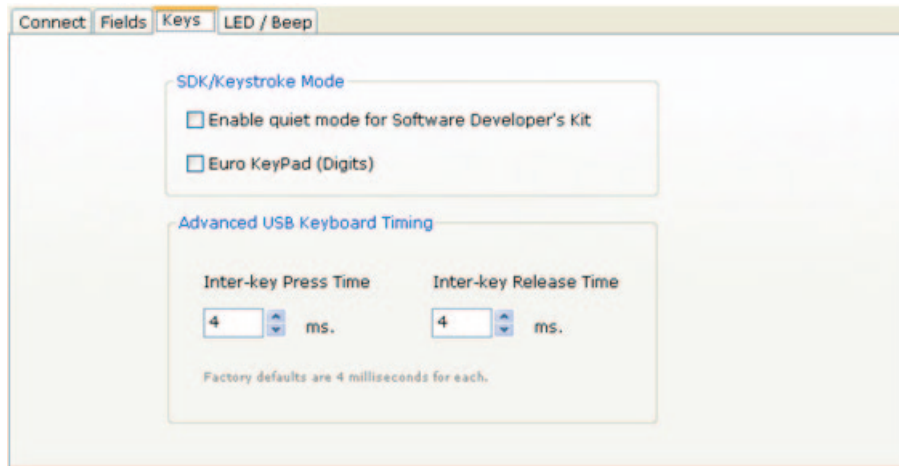 Connect Fields Keys LED / Beep
SDK/Keystroke Mode
Enable quiet mode for Software Developer's Kit
Euro KeyPad (Digits)
Advanced USB Keyboard Timing
Inter-key Press Time Inter-key Release Time
4 ms. 4 ms.
Factory defaults are 4 milliseconds for each.